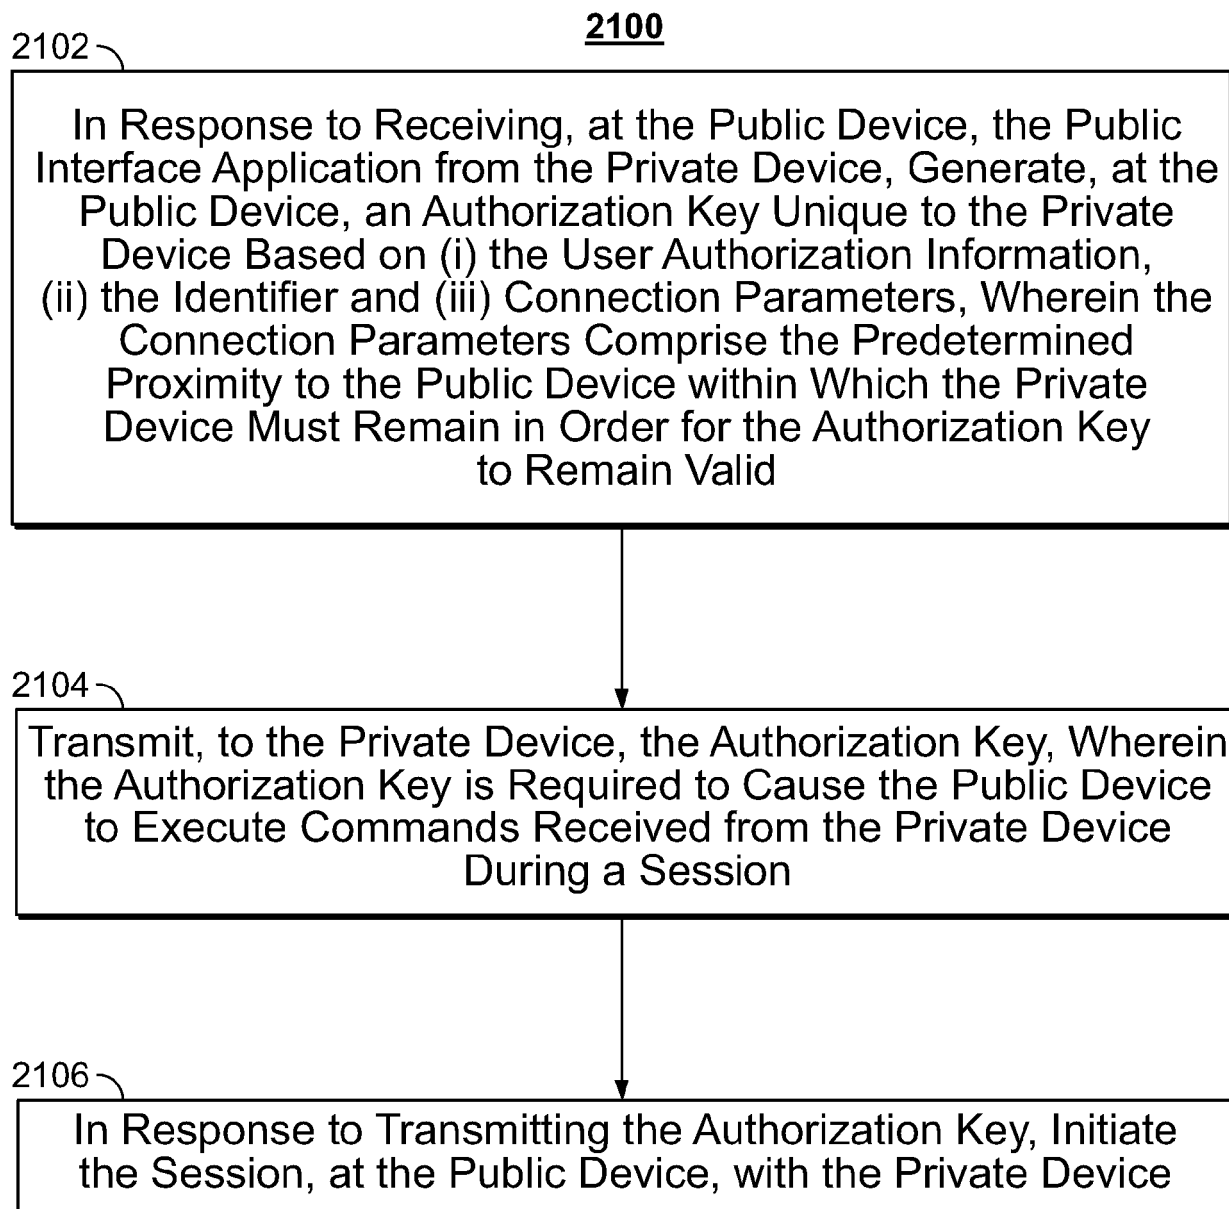 2100
2102
In Response to Receiving, at the Public Device, the Public
Interface Application from the Private Device, Generate, at the
Public Device, an Authorization Key Unique to the Private
Device Based on (i) the User Authorization Information,
(ii) the Identifier and (iii) Connection Parameters, Wherein the
Connection Parameters Comprise the Predetermined
Proximity to the Public Device within Which the Private
Device Must Remain in Order for the Authorization Key
to Remain Valid
2104
Transmit, to the Private Device, the Authorization Key, Wherein
the Authorization Key is Required to Cause the Public Device
to Execute Commands Received from the Private Device
During a Session
2106
In Response to Transmitting the Authorization Key, Initiate
the Session, at the Public Device, with the Private Device